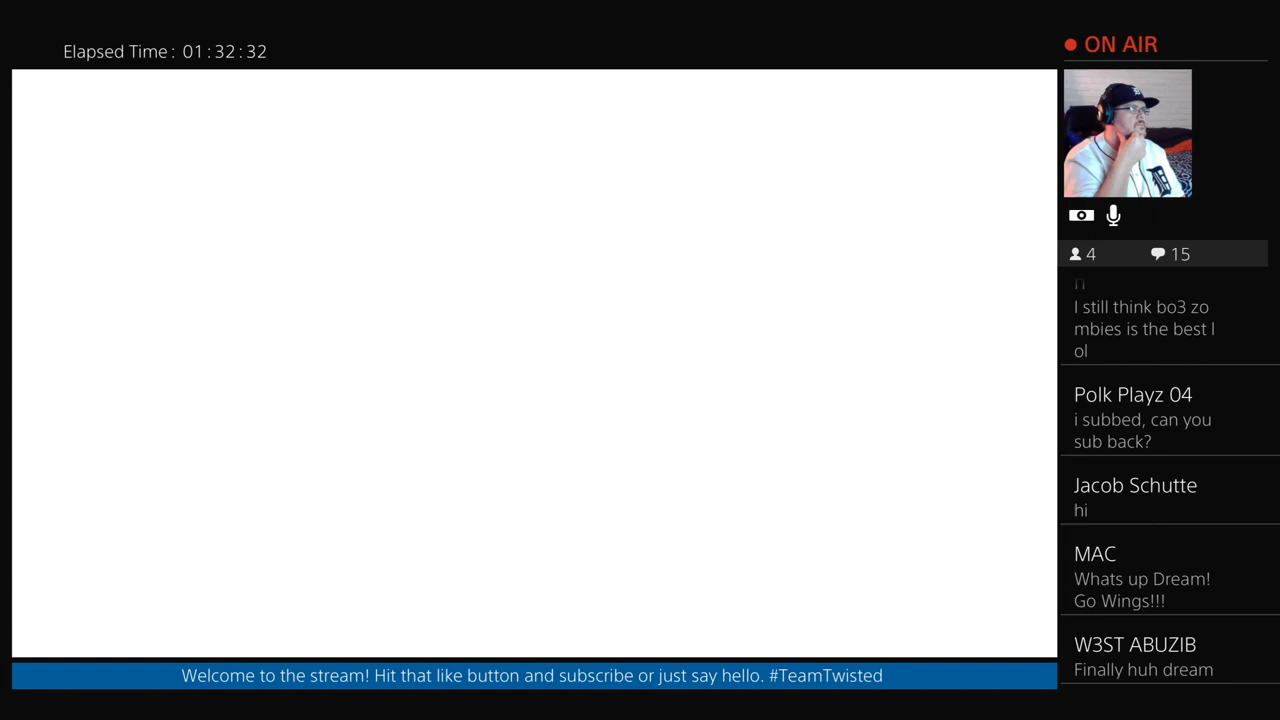 Elapsed Time: 01:32:32
ON AIR
4 15
I still think bo3 zo
mbies is the best l
ol
Polk Playz 04
i subbed, can you
sub back?
Jacob Schutte
hi
MAC
Whats up Dream!
Go Wings!!!
W3ST ABUZIB
Finally huh dream
Welcome to the stream! Hit that like button and subscribe or just say hello. #TeamTwisted